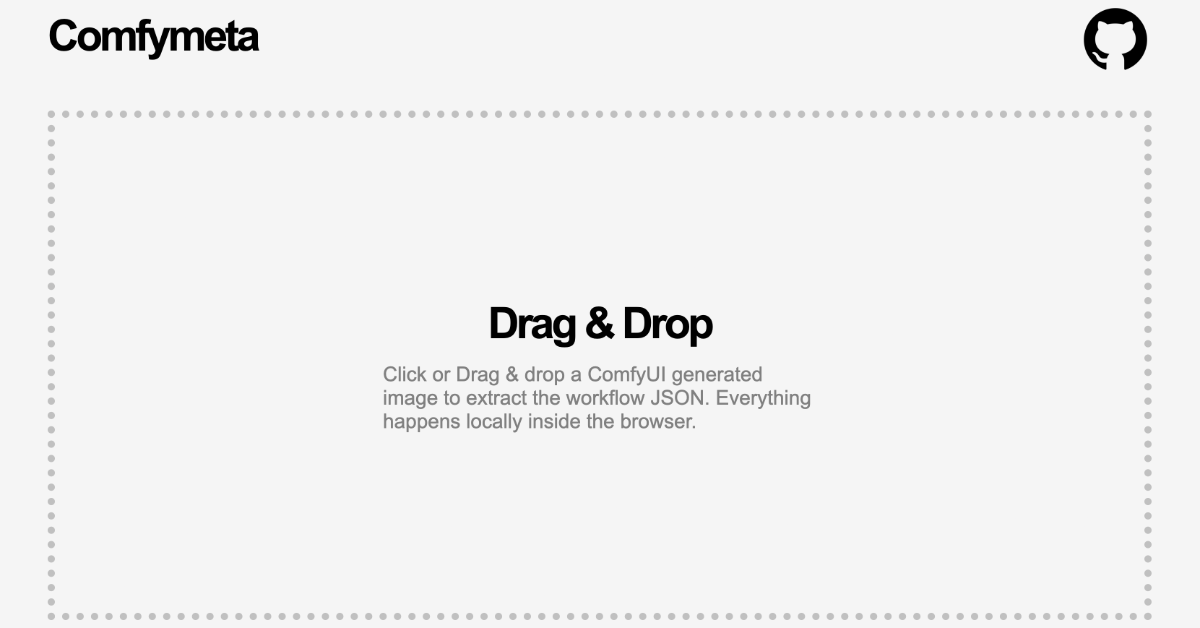 Comfymeta
Drag & Drop
Click or Drag & drop a ComfyUI generated
image to extract the workflow JSON. Everything
happens locally inside the browser.